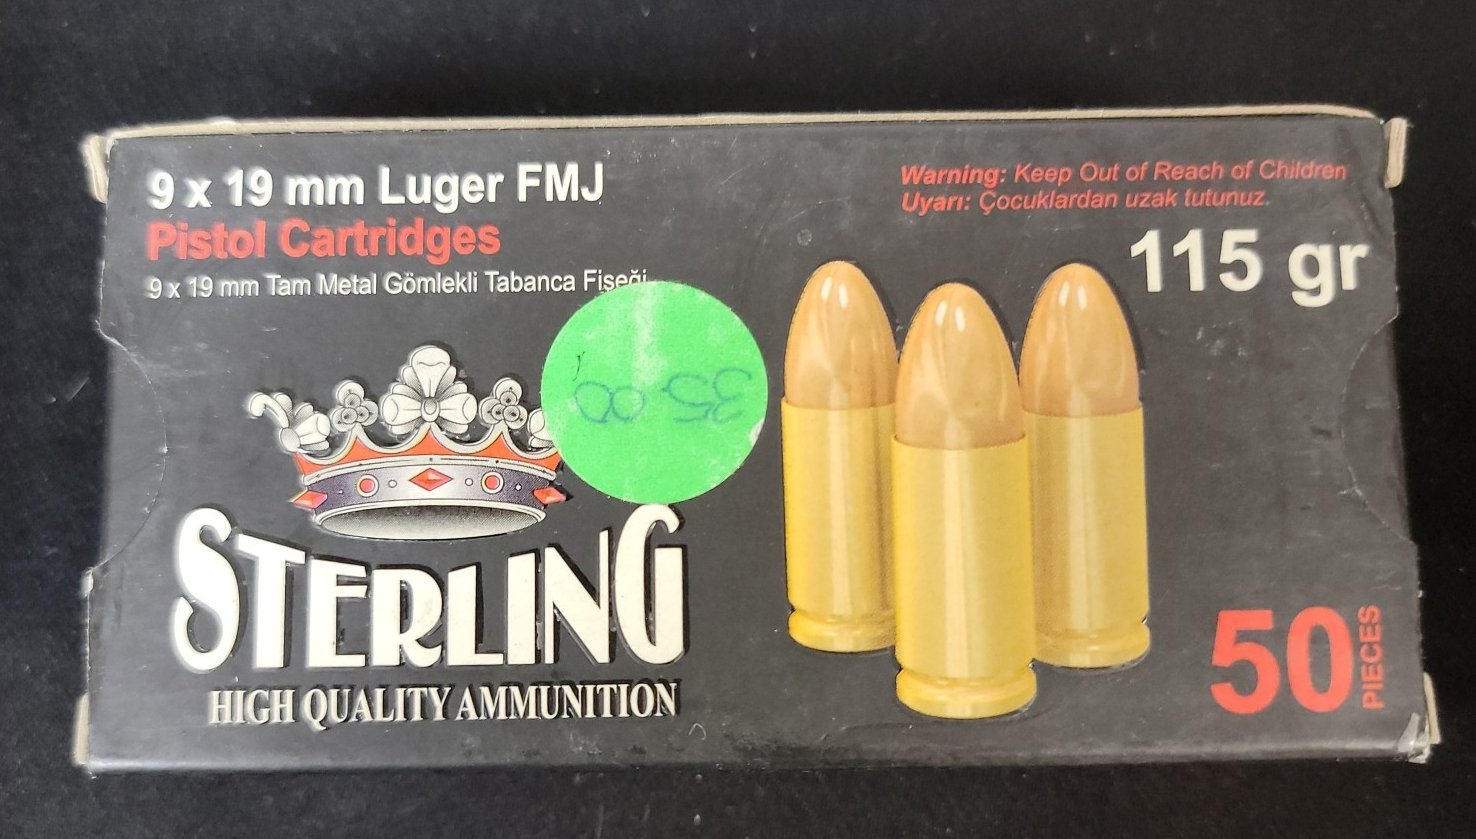 9 x 19 mm Luger FMJ
Pistol Cartridges
9 x 19 mm Tam Metal Gömlekli Tabanca Fişeği
Warning: Keep Out of Reach of Children
Uyarı: Çocuklardan uzak tutunuz.
115 gr
35.00
STERLING
HIGH QUALITY AMMUNITION
50
PIECES